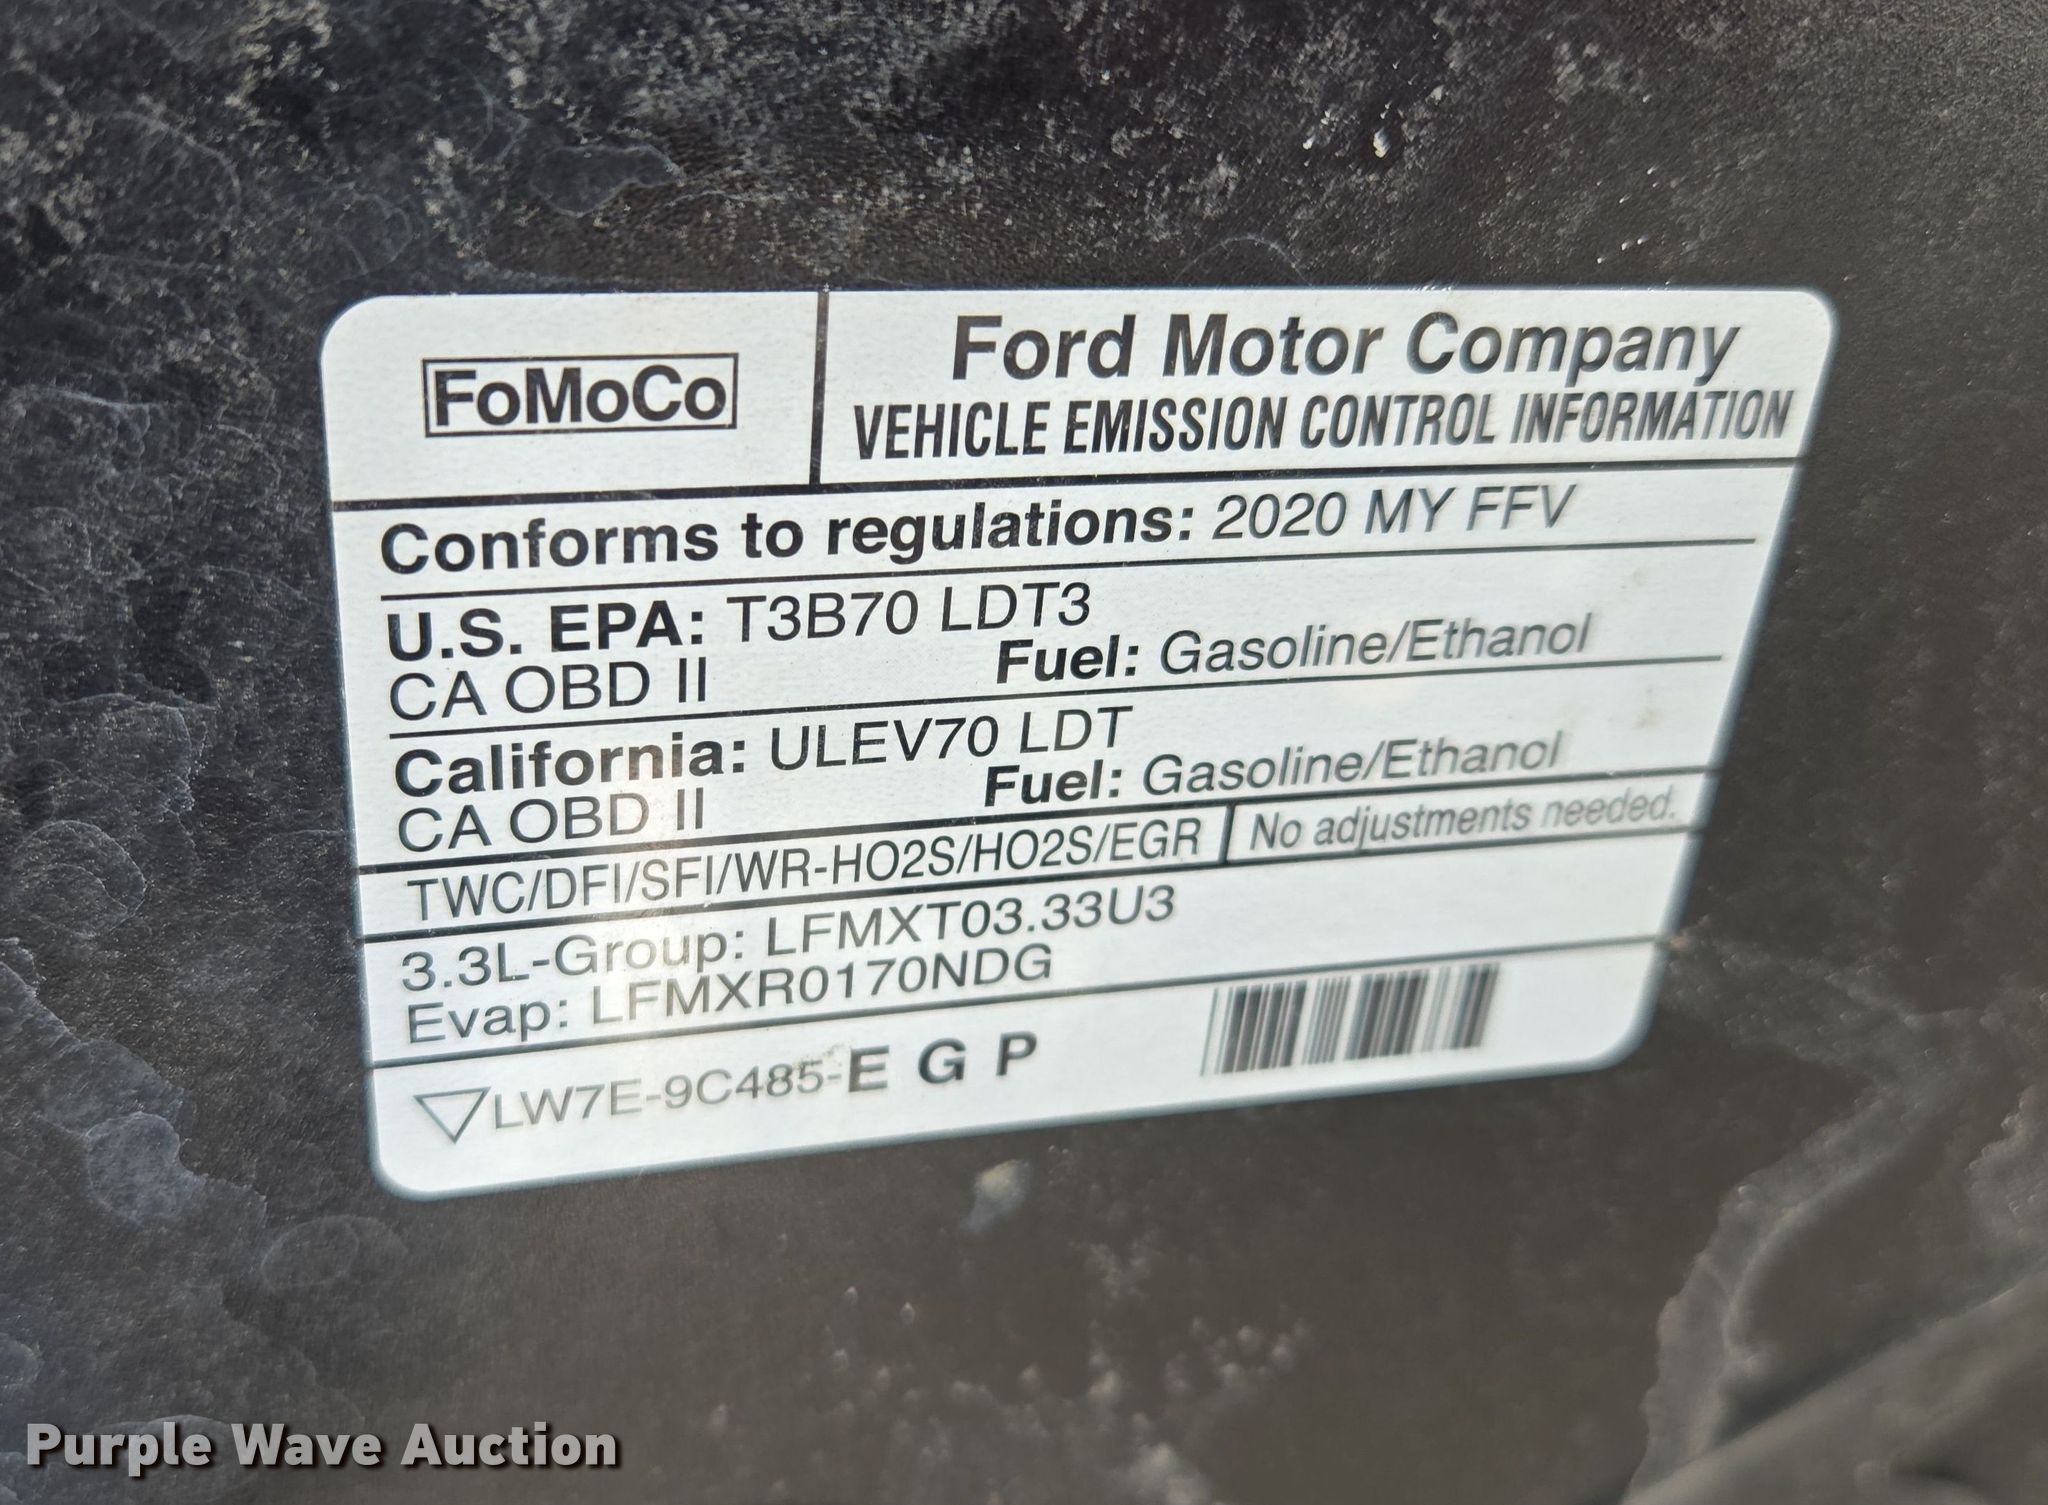 FoMoCo
Ford Motor Company
VEHICLE EMISSION CONTROL INFORMATION
Conforms to regulations: 2020 MY FFV
U.S. EPA: T3B70 LDT3
CA OBD II Fuel: Gasoline/Ethanol
California: ULEV70 LDT
CA OBD II Fuel: Gasoline/Ethanol
TWC/DFI/SFI/WR-HO2S/HO2S/EGR No adjustments needed.
3.3L-Group: LFMXT03.33U3
Evap: LFMXR0170NDG
LW7E-9C485-E G P
Purple Wave Auction